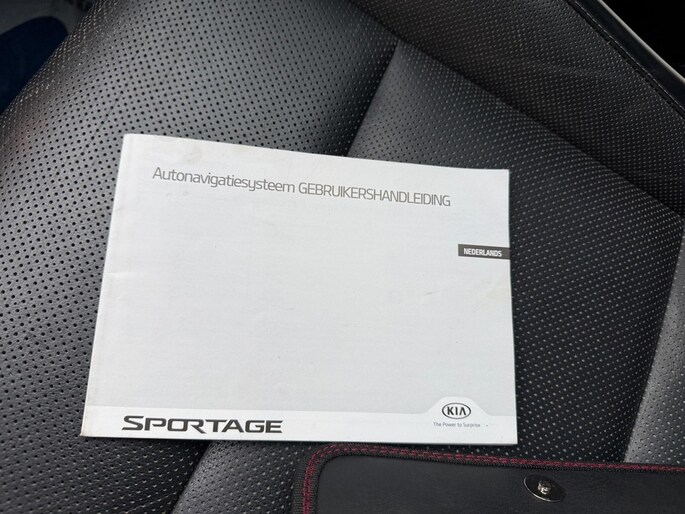 Autonavigatiesysteem GEBRUIKERSHANDLEIDING
NEDERLANDS
SPORTAGE
KIA
The Power to Surprise